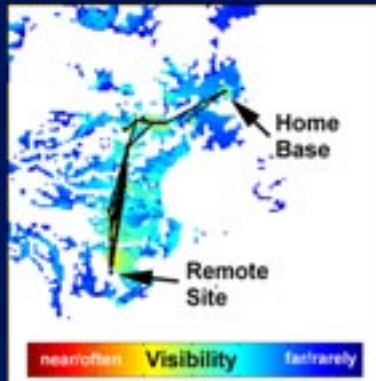 Home
Base
Remote
Site
near/often Visibility far/rarely